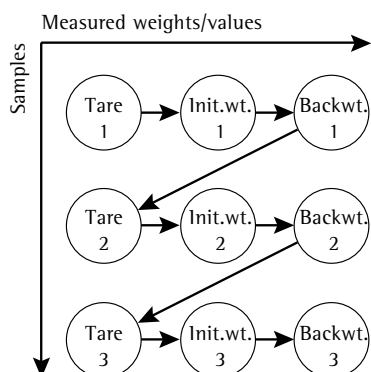 Measured weights/values
Samples
Tare
1
Init.wt.
1
Backwt.
1
Tare
2
Init.wt.
2
Backwt.
2
Tare
3
Init.wt.
3
Backwt.
3